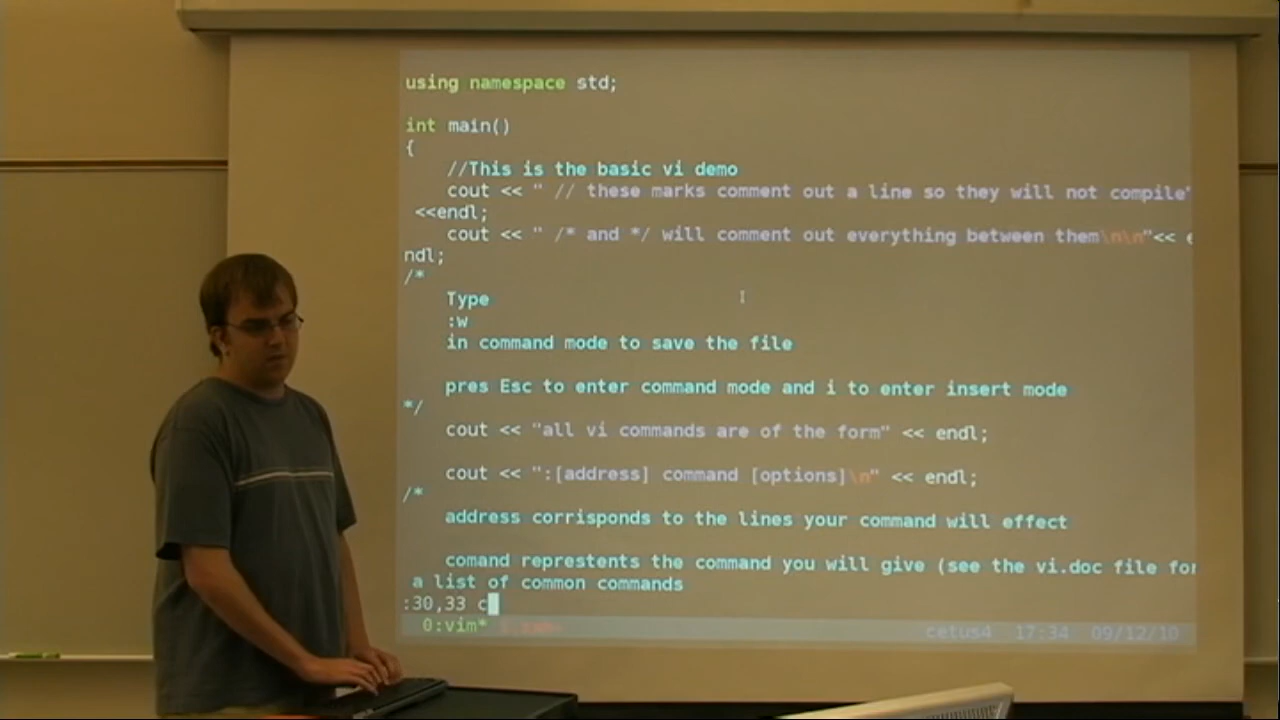 using namespace std;
int main()
{
//This is the basic vi demo
cout << " // these marks comment out a line so they will not compile"
<<endl;
cout << " /* and */ will comment out everything between them\n\n"<< e
ndl;
/*
Type
:w
in command mode to save the file
pres Esc to enter command mode and i to enter insert mode
*/
cout << "all vi commands are of the form" << endl;
cout << ":[address] command [options]\n" << endl;
/*
address corrisponds to the lines your command will effect
comand represtents the command you will give (see the vi.doc file for
a list of common commands
:30,33 c
0:vim* cetus4 17:34 09/12/10